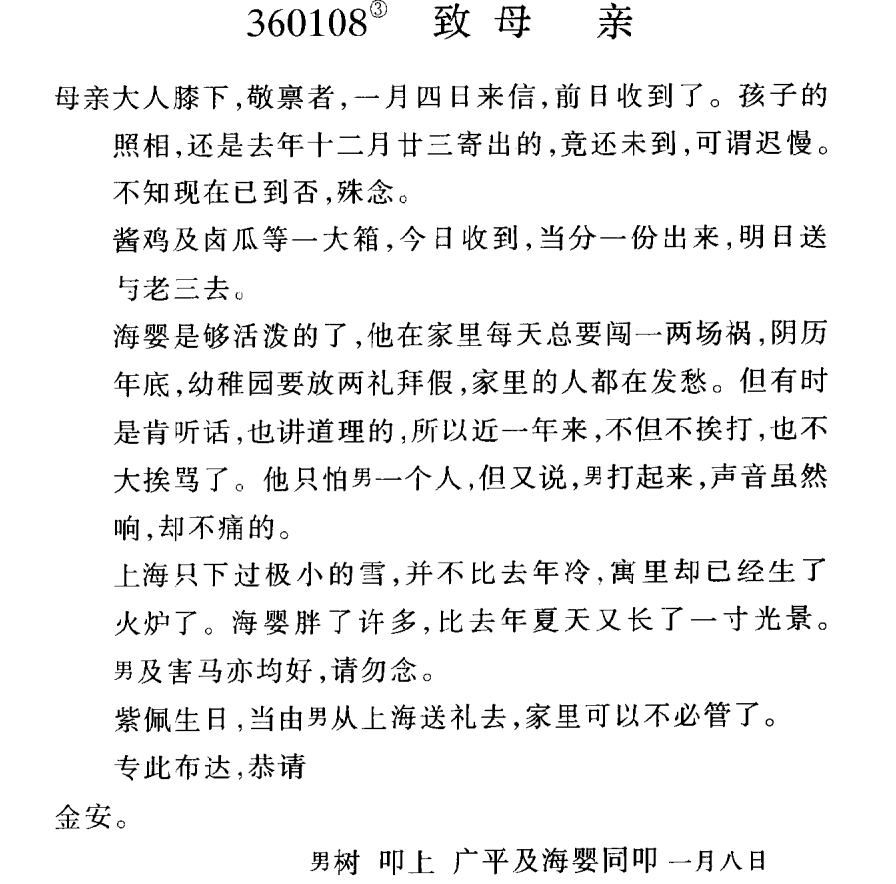 360108③ 致母 亲
母亲大人膝下,敬禀者,一月四日来信,前日收到了。孩子的
照相,还是去年十二月廿三寄出的,竟还未到,可谓迟慢。
不知现在已到否,殊念。
酱鸡及卤瓜等一大箱,今日收到,当分一份出来,明日送
与老三去。
海婴是够活泼的了,他在家里每天总要闯一两场祸,阴历
年底,幼稚园要放两礼拜假,家里的人都在发愁。但有时
是肯听话,也讲道理的,所以近一年来,不但不挨打,也不
大挨骂了。他只怕男一个人,但又说,男打起来,声音虽然
响,却不痛的。
上海只下过极小的雪,并不比去年冷,寓里却已经生了
火炉了。海婴胖了许多,比去年夏天又长了一寸光景。
男及害马亦均好,请勿念。
紫佩生日,当由男从上海送礼去,家里可以不必管了。
专此布达,恭请
金安。
男树 叩上 广平及海婴同叩 一月八日